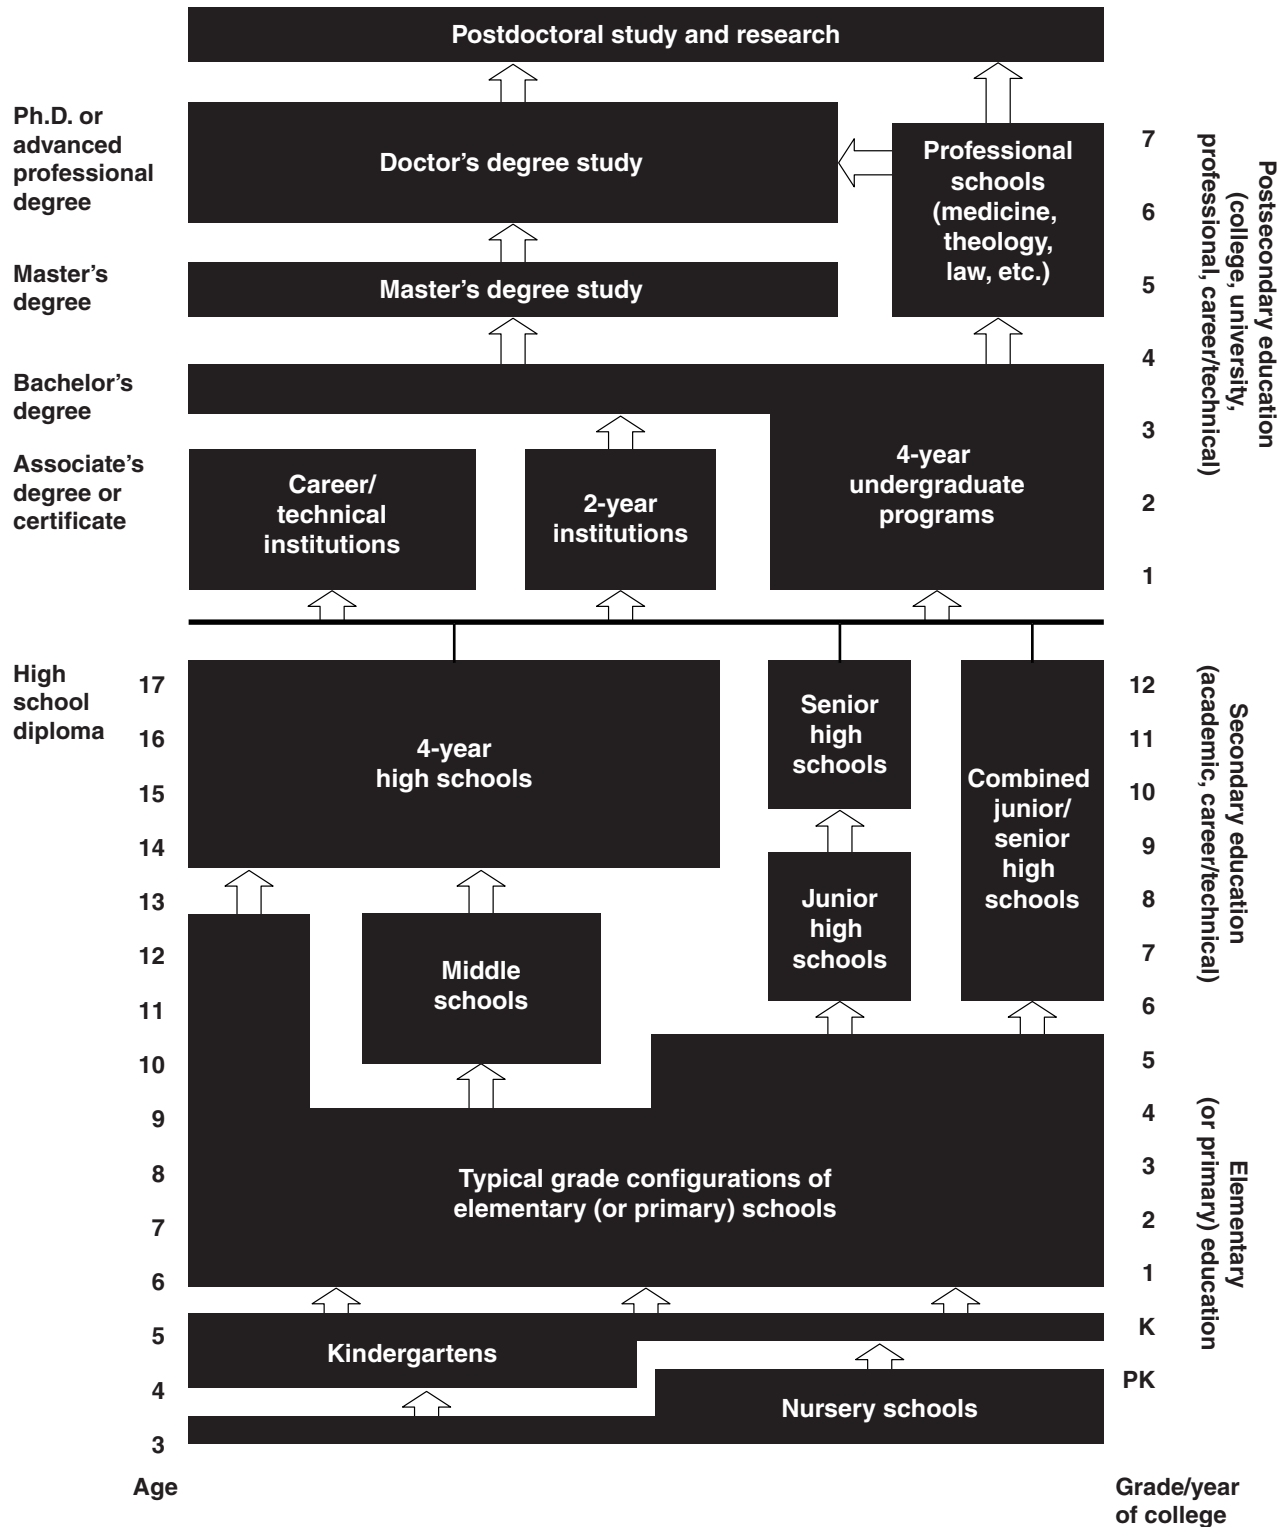 Postdoctoral study and research
Ph.D. or
advanced
professional
degree
Doctor's degree study
Professional
schools
(medicine,
theology,
law, etc.)
7
6
5
Master's
degree
Master's degree study
4
Bachelor's
degree
3
Associate's
degree or
certificate
Career/
technical
institutions
2-year
institutions
4-year
undergraduate
programs
2
1
Postsecondary education
(college, university,
professional, career/technical)
High
school
diploma
17
16
15
14
13
12
11
10
9
8
7
6
5
4
3
Age
4-year
high schools
Senior
high
schools
Combined
junior/
senior
high
schools
Junior
high
schools
Middle
schools
Typical grade configurations of
elementary (or primary) schools
Kindergartens
Nursery schools
12
11
10
9
8
7
6
5
4
3
2
1
K
PK
Grade/year
of college
Secondary education
(academic, career/technical)
Elementary
(or primary) education